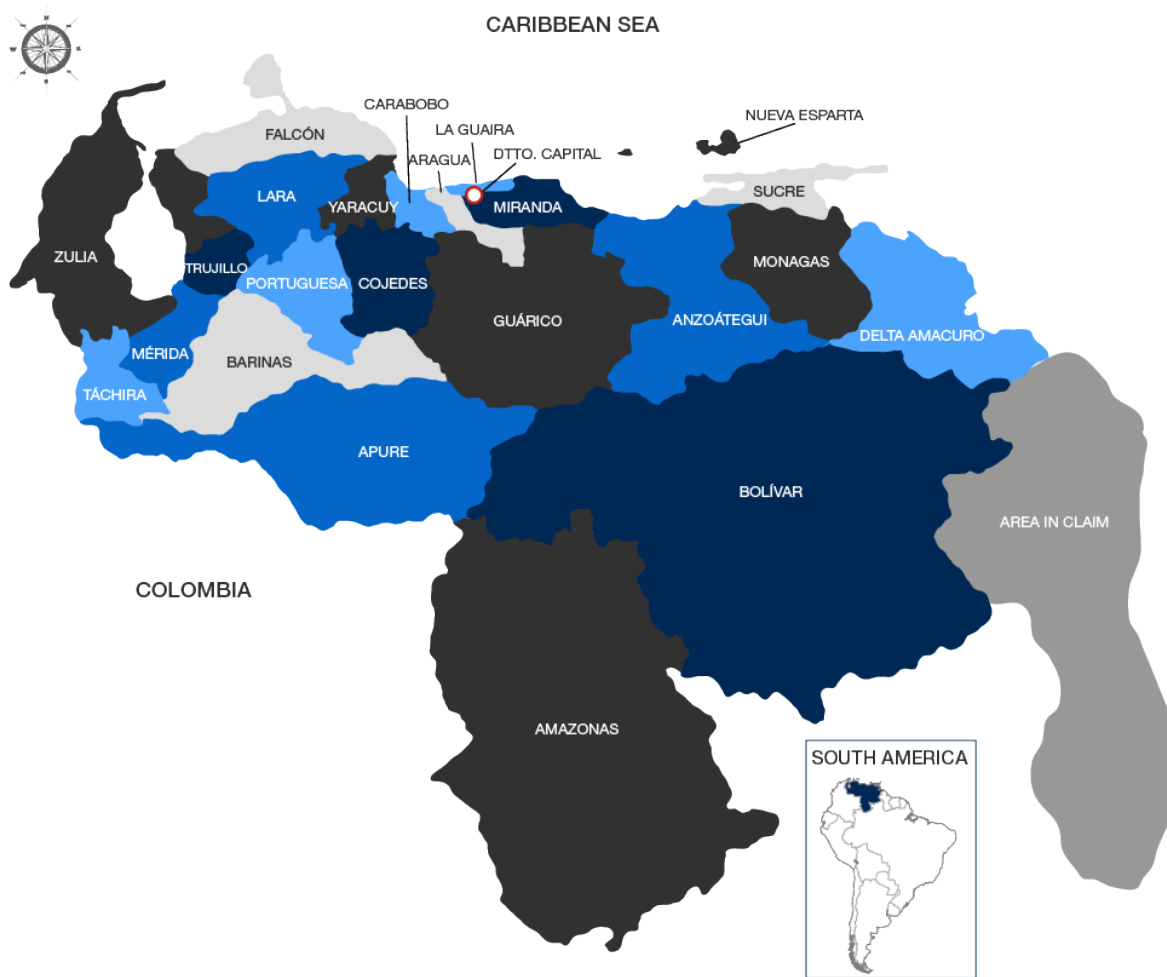 CARIBBEAN SEA
N
W
E
S
CARABOBO
NUEVA ESPARTA
LA GUAIRA
FALCÓN
DTTO. CAPITAL
ARAGUA
SUCRE
LARA
YARACUY
MIRANDA
ZULIA
MONAGAS
TRUJILLO
PORTUGUESA
COJEDES
GUÁRICO
ANZOÁTEGUI
DELTA AMACURO
MÉRIDA
BARINAS
TÁCHIRA
APURE
BOLÍVAR
AREA IN CLAIM
COLOMBIA
AMAZONAS
SOUTH AMERICA